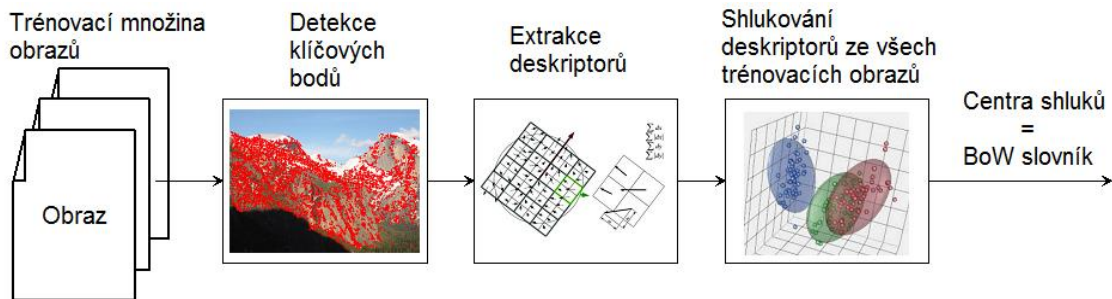 Trénovací množina
obrazů
Obraz
Detekce
klíčových
bodů
Extrakce
deskriptorů
Shlukování
deskriptorů ze všech
trénovacích obrazů
Centra shluků
=
BoW slovník